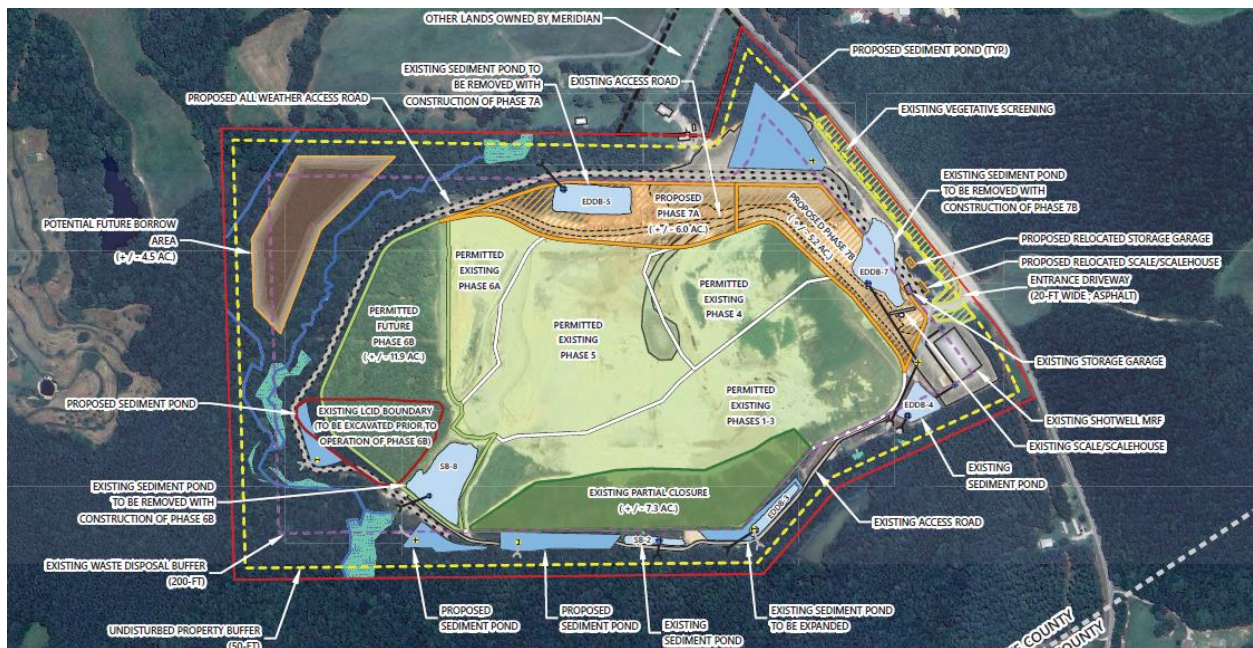 OTHER LANDS OWNED BY MERIDIAN
PROPOSED SEDIMENT POND (TYP.)
EXISTING SEDIMENT POND TO
BE REMOVED WITH
CONSTRUCTION OF PHASE 7A
EXISTING ACCESS ROAD
PROPOSED ALL WEATHER ACCESS ROAD
EXISTING VEGETATIVE SCREENING
EXISTING SEDIMENT POND
TO BE REMOVED WITH
CONSTRUCTION OF PHASE 7B
EDDB-5
PROPOSED
PHASE 7A
(+/- 6.0 AC.)
PROPOSED PHASE 7B
(+/- 5.2 AC.)
POTENTIAL FUTURE BORROW
AREA
(+/- 4.5 AC.)
PROPOSED RELOCATED STORAGE GARAGE
PROPOSED RELOCATED SCALE/SCALEHOUSE
ENTRANCE DRIVEWAY
(20-FT WIDE ; ASPHALT)
EDDB-7
PERMITTED
EXISTING
PHASE 6A
PERMITTED
EXISTING
PHASE 4
PERMITTED
FUTURE
PHASE 6B
(+/- 11.9 AC.)
PERMITTED
EXISTING
PHASE 5
EXISTING STORAGE GARAGE
PERMITTED
EXISTING
PHASES 1-3
PROPOSED SEDIMENT POND
EXISTING LCID BOUNDARY
(TO BE EXCAVATED PRIOR TO
OPERATION OF PHASE 6B)
EDDB-4
EXISTING SHOTWELL MRF
EXISTING SCALE/SCALEHOUSE
SB-8
EXISTING
SEDIMENT POND
EXISTING SEDIMENT POND
TO BE REMOVED WITH
CONSTRUCTION OF PHASE 6B
EXISTING PARTIAL CLOSURE
(+/- 7.3 AC.)
EDDB-3
EXISTING ACCESS ROAD
SB-2
EXISTING WASTE DISPOSAL BUFFER
(200-FT)
PROPOSED
SEDIMENT POND
PROPOSED
SEDIMENT POND
EXISTING
SEDIMENT POND
EXISTING SEDIMENT POND
TO BE EXPANDED
UNDISTURBED PROPERTY BUFFER
(50-FT)
COUNTY
COUNTY